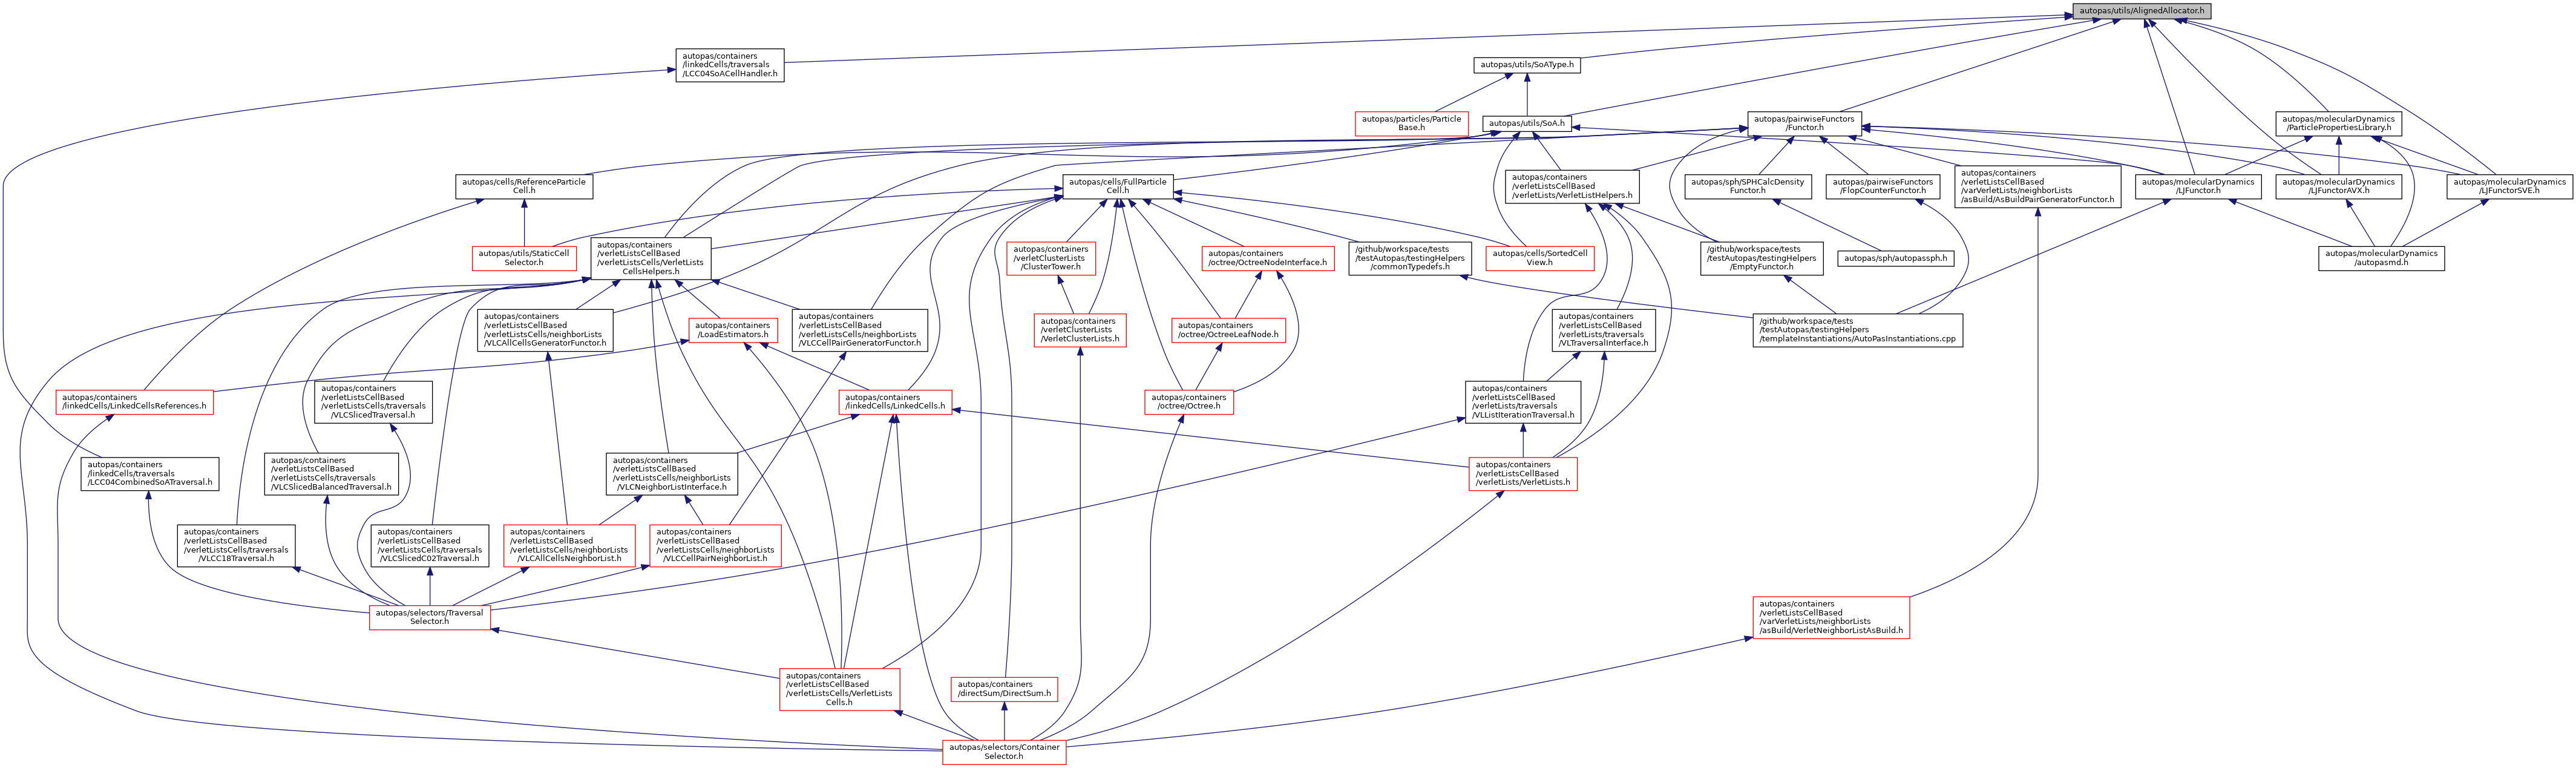 autopas/utils/AlignedAllocator.h
autopas/containers
/linkedCells/traversals
/LCC04SoACellHandler.h
autopas/utils/SoAType.h
autopas/particles/Particle
Base.h
autopas/utils/SoA.h
autopas/pairwiseFunctors
/Functor.h
autopas/molecularDynamics
/ParticlePropertiesLibrary.h
autopas/cells/ReferenceParticle
Cell.h
autopas/cells/FullParticle
Cell.h
autopas/containers
/verletListsCellBased
/verletLists/VerletListHelpers.h
autopas/sph/SPHCalcDensity
Functor.h
autopas/pairwiseFunctors
/FlopCounterFunctor.h
autopas/containers
/verletListsCellBased
/varVerletLists/neighborLists
/asBuild/AsBuildPairGeneratorFunctor.h
autopas/molecularDynamics
/LJFunctor.h
autopas/molecularDynamics
/LJFunctorAVX.h
autopas/molecularDynamics
/LJFunctorSVE.h
autopas/utils/StaticCell
Selector.h
autopas/containers
/verletListsCellBased
/verletListsCells/VerletLists
CellsHelpers.h
autopas/containers
/verletClusterLists
/ClusterTower.h
autopas/containers
/octree/OctreeNodeInterface.h
/github/workspace/tests
/testAutopas/testingHelpers
/commonTypedefs.h
autopas/cells/SortedCell
View.h
/github/workspace/tests
/testAutopas/testingHelpers
/EmptyFunctor.h
autopas/sph/autopassph.h
autopas/molecularDynamics
/autopasmd.h
autopas/containers
/verletListsCellBased
/verletListsCells/neighborLists
/VLCAllCellsGeneratorFunctor.h
autopas/containers
/LoadEstimators.h
autopas/containers
/verletListsCellBased
/verletListsCells/neighborLists
/VLCCellPairGeneratorFunctor.h
autopas/containers
/verletClusterLists
/VerletClusterLists.h
autopas/containers
/octree/OctreeLeafNode.h
autopas/containers
/verletListsCellBased
/verletLists/traversals
/VLTraversalInterface.h
/github/workspace/tests
/testAutopas/testingHelpers
/templateInstantiations/AutoPasInstantiations.cpp
autopas/containers
/linkedCells/LinkedCellsReferences.h
autopas/containers
/verletListsCellBased
/verletListsCells/traversals
/VLCSlicedTraversal.h
autopas/containers
/linkedCells/LinkedCells.h
autopas/containers
/octree/Octree.h
autopas/containers
/verletListsCellBased
/verletLists/traversals
/VLListIterationTraversal.h
autopas/containers
/linkedCells/traversals
/LCC04CombinedSoATraversal.h
autopas/containers
/verletListsCellBased
/verletListsCells/traversals
/VLCSlicedBalancedTraversal.h
autopas/containers
/verletListsCellBased
/verletListsCells/neighborLists
/VLCNeighborListInterface.h
autopas/containers
/verletListsCellBased
/verletLists/VerletLists.h
autopas/containers
/verletListsCellBased
/verletListsCells/traversals
/VLCC18Traversal.h
autopas/containers
/verletListsCellBased
/verletListsCells/traversals
/VLCSlicedC02Traversal.h
autopas/containers
/verletListsCellBased
/verletListsCells/neighborLists
/VLCAllCellsNeighborList.h
autopas/containers
/verletListsCellBased
/verletListsCells/neighborLists
/VLCCellPairNeighborList.h
autopas/selectors/Traversal
Selector.h
autopas/containers
/verletListsCellBased
/varVerletLists/neighborLists
/asBuild/VerletNeighborListAsBuild.h
autopas/containers
/verletListsCellBased
/verletListsCells/VerletLists
Cells.h
autopas/containers
/directSum/DirectSum.h
autopas/selectors/Container
Selector.h